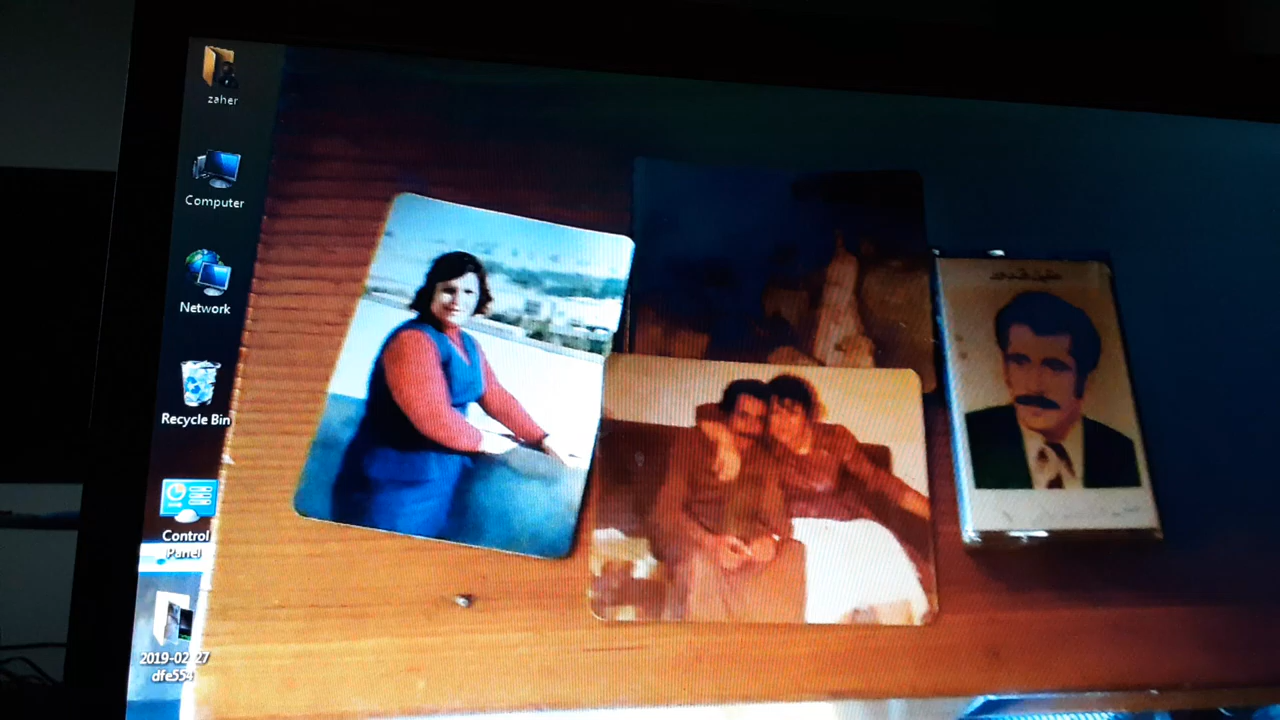 zaher
Computer
Network
Recycle Bin
Control
Panel
2019-02-27
dfe554